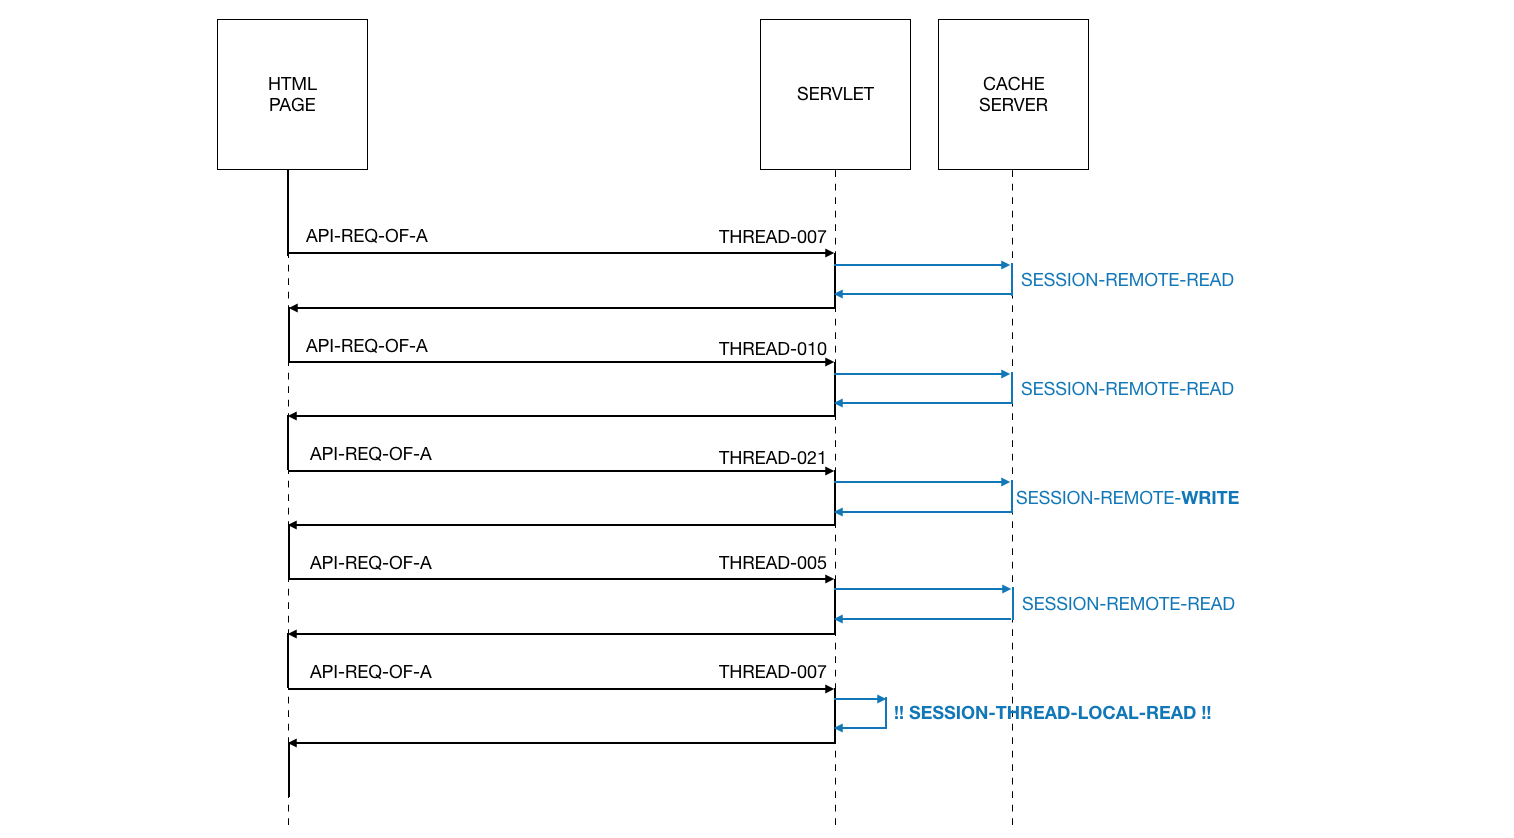 HTML
PAGE
SERVLET
CACHE
SERVER
API-REQ-OF-A
THREAD-007
SESSION-REMOTE-READ
API-REQ-OF-A
THREAD-010
SESSION-REMOTE-READ
API-REQ-OF-A
THREAD-021
SESSION-REMOTE-WRITE
API-REQ-OF-A
THREAD-005
SESSION-REMOTE-READ
API-REQ-OF-A
THREAD-007
!! SESSION-THREAD-LOCAL-READ !!